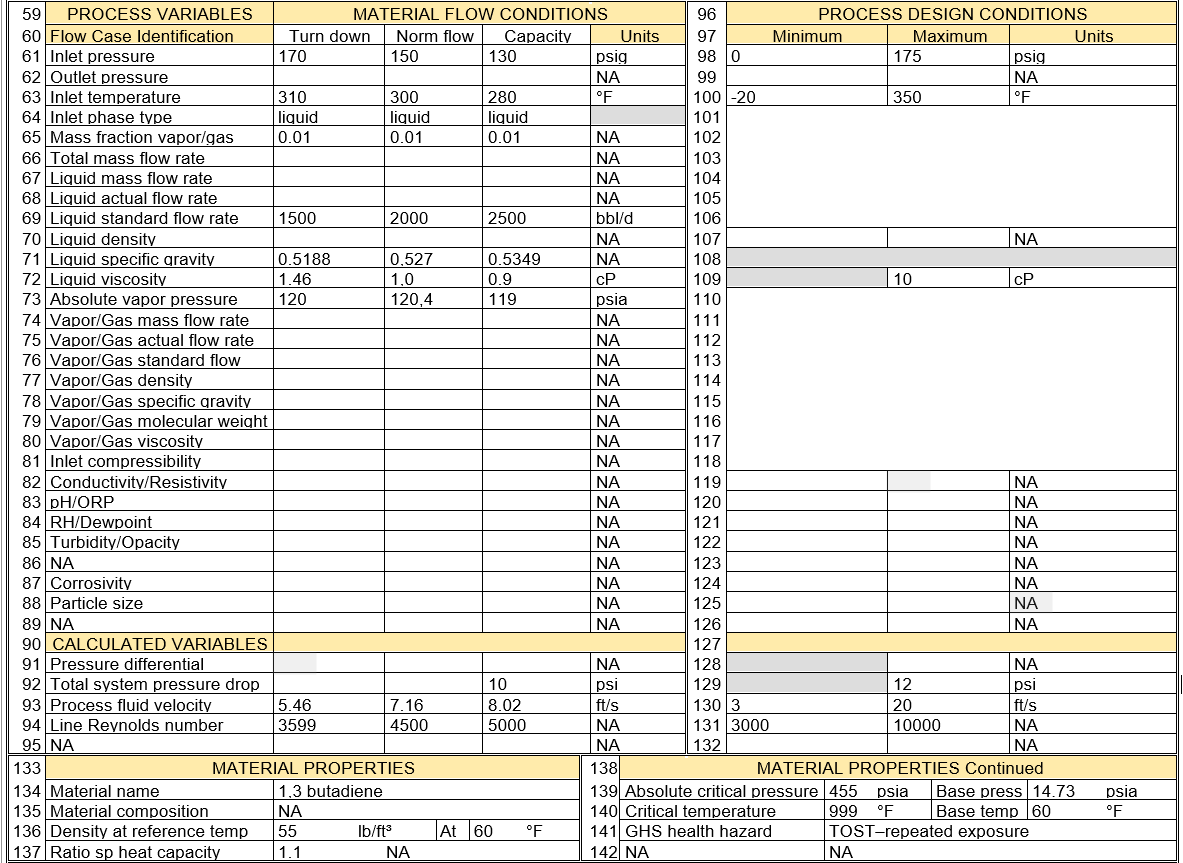 59 PROCESS VARIABLES MATERIAL FLOW CONDITIONS 96 PROCESS DESIGN CONDITIONS
60 Flow Case Identification Turn down Norm flow Capacity Units 97 Minimum Maximum Units
61 Inlet pressure 170 150 130 psig 98 0 175 psig
62 Outlet pressure NA 99 NA
63 Inlet temperature 310 300 280 °F 100 -20 350 °F
64 Inlet phase type liquid liquid liquid 101
65 Mass fraction vapor/gas 0.01 0.01 0.01 NA 102
66 Total mass flow rate NA 103
67 Liquid mass flow rate NA 104
68 Liquid actual flow rate NA 105
69 Liquid standard flow rate 1500 2000 2500 bbl/d 106
70 Liquid density NA 107 NA
71 Liquid specific gravity 0.5188 0.527 0.5349 NA 108
72 Liquid viscosity 1.46 1,0 0.9 cP 109 10 cP
73 Absolute vapor pressure 120 120,4 119 psia 110
74 Vapor/Gas mass flow rate NA 111
75 Vapor/Gas actual flow rate NA 112
76 Vapor/Gas standard flow NA 113
77 Vapor/Gas density NA 114
78 Vapor/Gas specific gravity NA 115
79 Vapor/Gas molecular weight NA 116
80 Vapor/Gas viscosity NA 117
81 Inlet compressibility NA 118
82 Conductivity/Resistivity NA 119 NA
83 pH/ORP NA 120 NA
84 RH/Dewpoint NA 121 NA
85 Turbidity/Opacity NA 122 NA
86 NA NA 123 NA
87 Corrosivity NA 124 NA
88 Particle size NA 125 NA
89 NA NA 126 NA
90 CALCULATED VARIABLES 127
91 Pressure differential NA 128 NA
92 Total system pressure drop 10 psi 129 12 psi
93 Process fluid velocity 5.46 7.16 8.02 ft/s 130 3 20 ft/s
94 Line Reynolds number 3599 4500 5000 NA 131 3000 10000 NA
95 NA NA 132 NA
133 MATERIAL PROPERTIES 138 MATERIAL PROPERTIES Continued
134 Material name 1,3 butadiene 139 Absolute critical pressure 455 psia Base press 14.73 psia
135 Material composition NA 140 Critical temperature 999 °F Base temp 60 °F
136 Density at reference temp 55 lb/ft³ At 60 °F 141 GHS health hazard TOST–repeated exposure
137 Ratio sp heat capacity 1.1 NA 142 NA NA